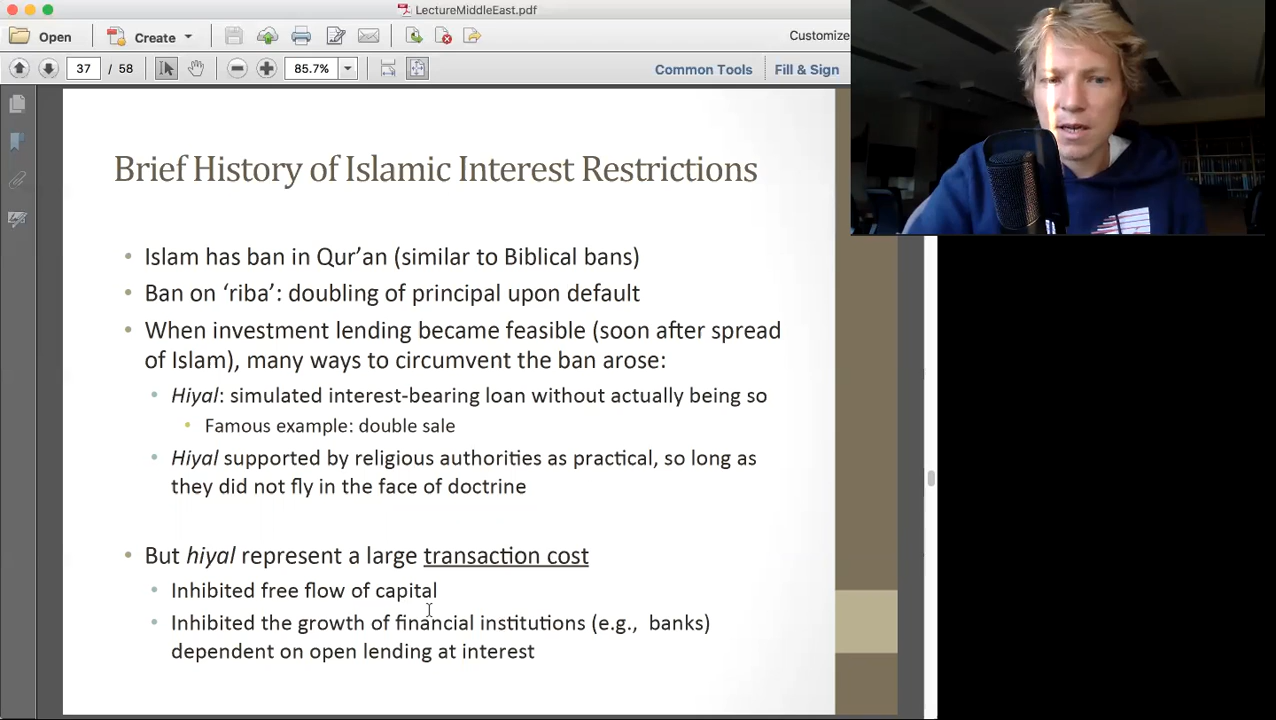 LectureMiddleEast.pdf
Open
Create
Customize
37 / 58
85.7%
Common Tools
Fill & Sign
Brief History of Islamic Interest Restrictions
• Islam has ban in Qur’an (similar to Biblical bans)
• Ban on ‘riba’: doubling of principal upon default
• When investment lending became feasible (soon after spread
of Islam), many ways to circumvent the ban arose:
• Hiyal: simulated interest-bearing loan without actually being so
• Famous example: double sale
• Hiyal supported by religious authorities as practical, so long as
they did not fly in the face of doctrine
• But hiyal represent a large transaction cost
• Inhibited free flow of capital
• Inhibited the growth of financial institutions (e.g., banks)
dependent on open lending at interest